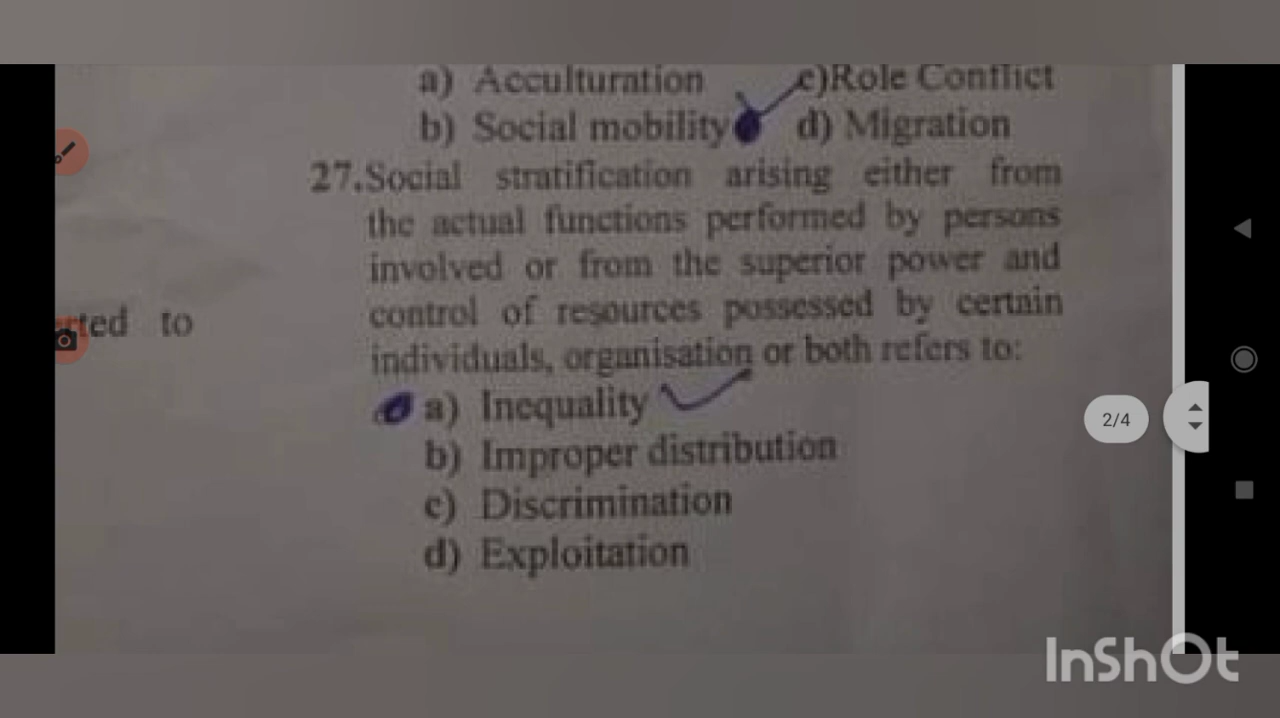 a) Acculturation c)Role Conflict
b) Social mobility d) Migration
27.Social stratification arising either from
the actual functions performed by persons
involved or from the superior power and
control of resources possessed by certain
individuals, organisation or both refers to:
rted to
a) Inequality
b) Improper distribution
c) Discrimination
d) Exploitation
2/4
InShOt